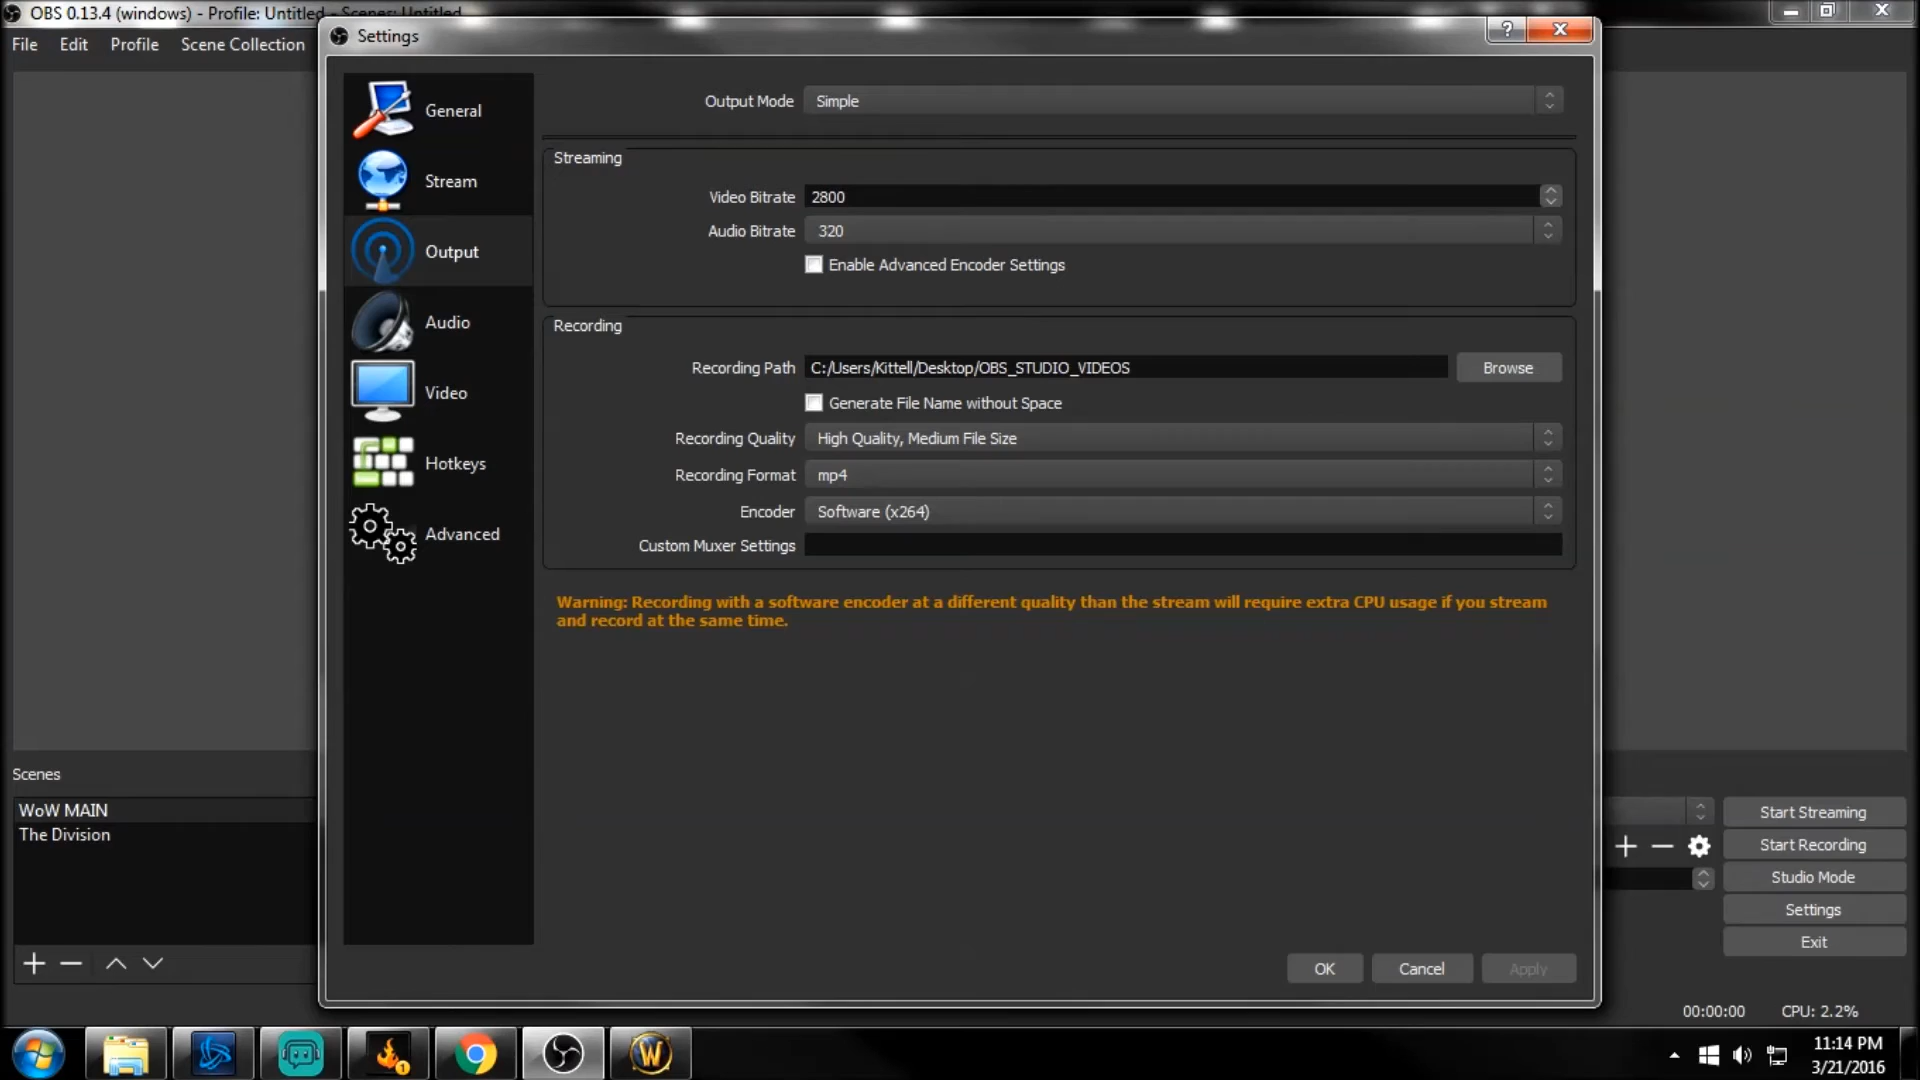 OBS 0.13.4 (windows) - Profile: Untitled - Scenes: Untitled
File Edit Profile Scene Collection
Settings
?
General
Stream
Output
Audio
Video
Hotkeys
Advanced
Output Mode Simple
Streaming
Video Bitrate 2800
Audio Bitrate 320
Enable Advanced Encoder Settings
Recording
Recording Path C:/Users/Kittell/Desktop/OBS_STUDIO_VIDEOS Browse
Generate File Name without Space
Recording Quality High Quality, Medium File Size
Recording Format mp4
Encoder Software (x264)
Custom Muxer Settings
Warning: Recording with a software encoder at a different quality than the stream will require extra CPU usage if you stream
and record at the same time.
OK Cancel Apply
Scenes
WoW MAIN
The Division
Start Streaming
Start Recording
Studio Mode
Settings
Exit
00:00:00 CPU: 2.2%
1
W
11:14 PM
3/21/2016